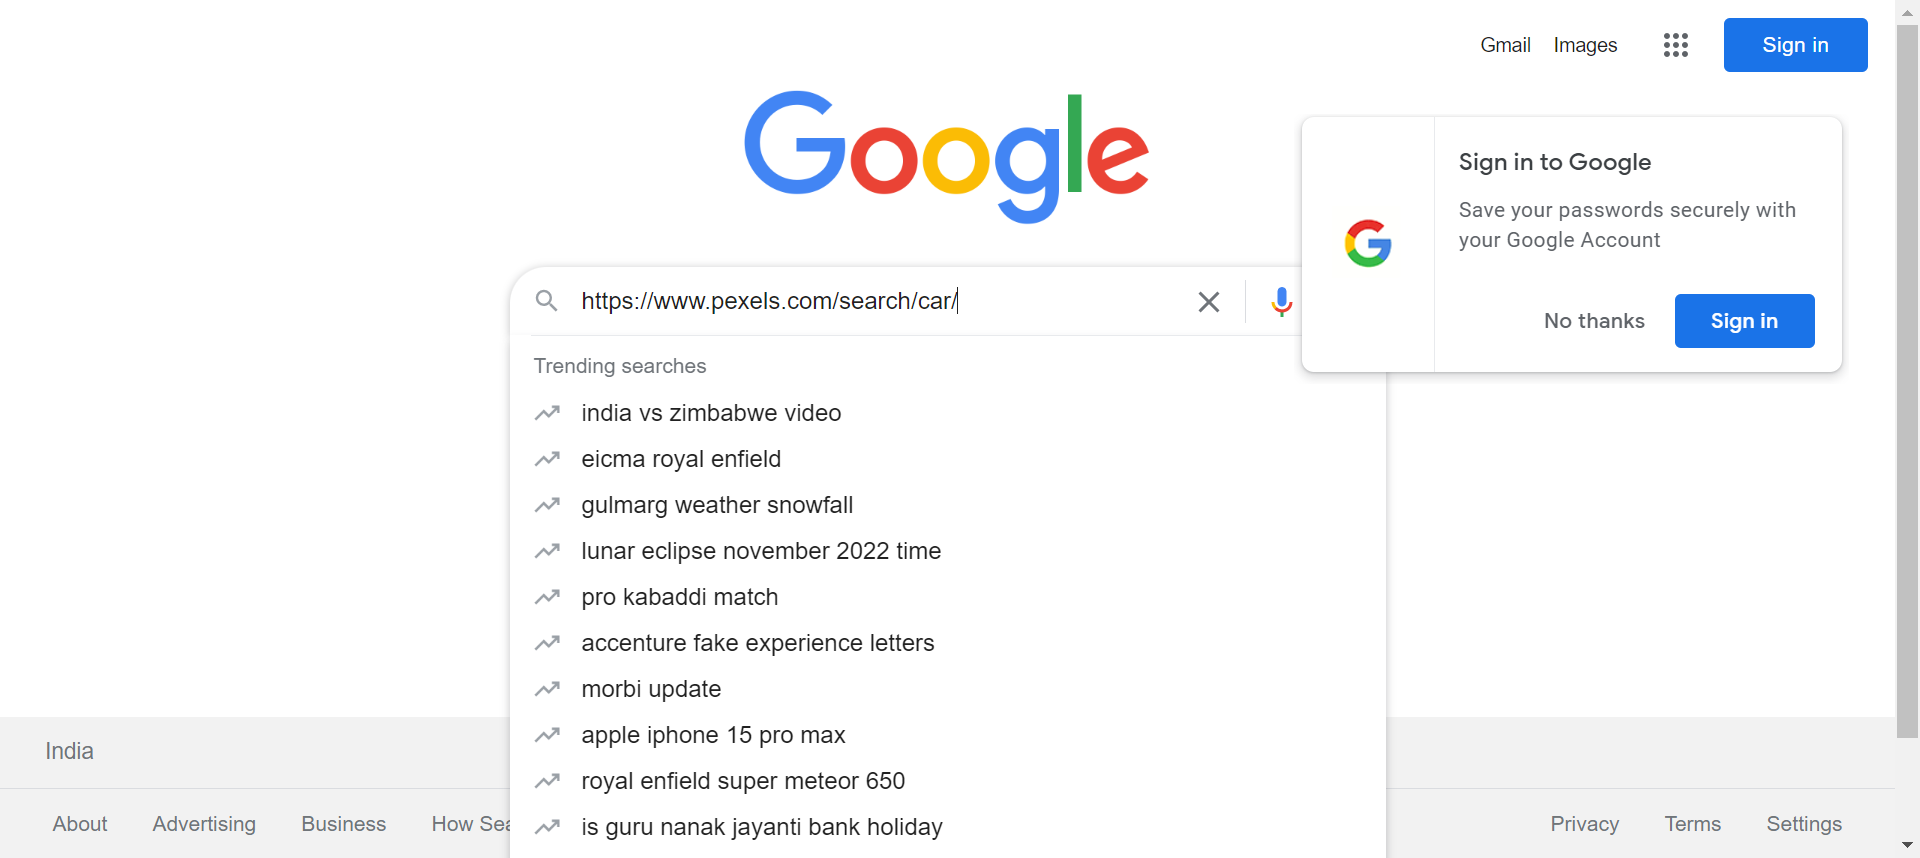 Gmail Images Sign in
Google
Sign in to Google
Save your passwords securely with
your Google Account
No thanks Sign in
https://www.pexels.com/search/car/
Trending searches
india vs zimbabwe video
eicma royal enfield
gulmarg weather snowfall
lunar eclipse november 2022 time
pro kabaddi match
accenture fake experience letters
morbi update
apple iphone 15 pro max
royal enfield super meteor 650
is guru nanak jayanti bank holiday
India
About Advertising Business How Sea
Privacy Terms Settings